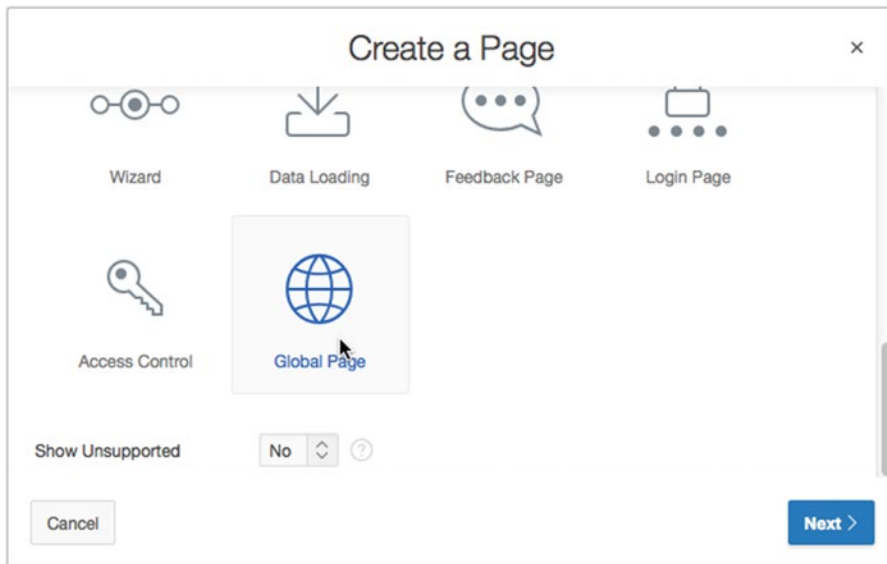 Create a Page
×
Wizard Data Loading Feedback Page Login Page
Access Control Global Page
Show Unsupported No ?
Cancel Next >